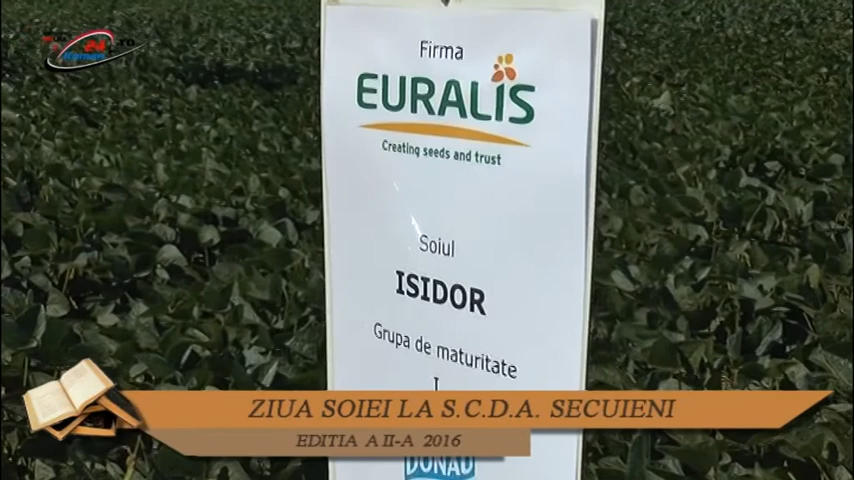 Firma
EURALIS
Creating seeds and trust
Soiul
ISIDOR
Grupa de maturitate
I
ZIUA SOIEI LA S.C.D.A. SECUIENI
EDITIA A II-A 2016
DONAU